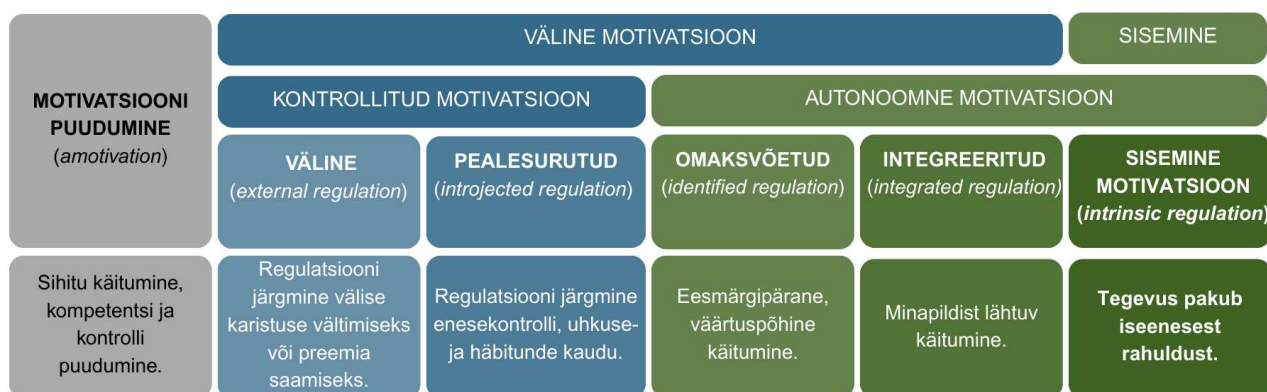 VÄLINE MOTIVATSIOON
SISEMINE
MOTIVATSIOONI
PUUDUMINE
(amotivation)
KONTROLLITUD MOTIVATSIOON
AUTONOOMNE MOTIVATSIOON
VÄLINE
(external regulation)
PEALESURUTUD
(introjected regulation)
OMAKSVÕETUD
(identified regulation)
INTEGREERITUD
(integrated regulation)
SISEMINE
MOTIVATSIOON
(intrinsic regulation)
Sihitu käitumine,
kompetentsi ja
kontrolli
puudumine.
Regulatsiooni
järgmine välise
karistuse vältimiseks
või preemia
saamiseks.
Regulatsiooni järgmine
enesekontrolli, uhkuse-
ja häbitunde kaudu.
Eesmärgipärane,
väärtuspõhine
käitumine.
Minapildist lähtuv
käitumine.
Tegevus pakub
iseenesest
rahuldust.